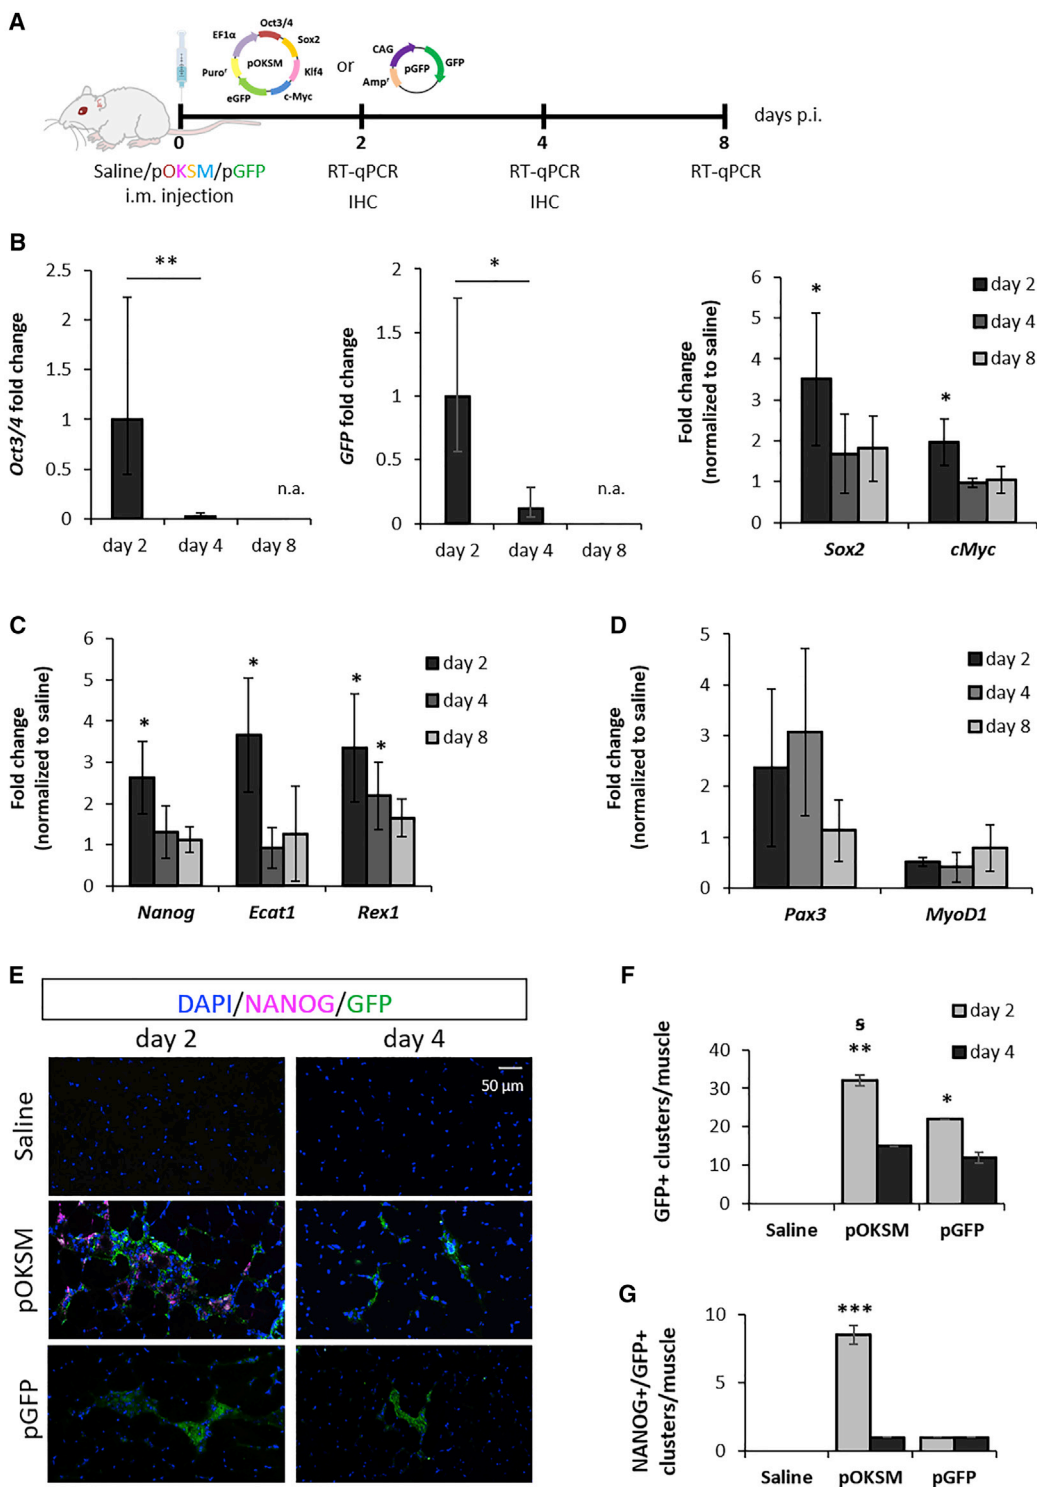 A
EF1α
Oct3/4
Sox2
pOKSM
Klf4
c-Myc
eGFP
Puroʳ
or
CAG
GFP
pGFP
Ampʳ
0
2
4
8
days p.i.
Saline/pOKSM/pGFP
i.m. injection
RT-qPCR
IHC
RT-qPCR
IHC
RT-qPCR
B
Oct3/4 fold change
2.5
2
1.5
1
0.5
0
**
n.a.
day 2
day 4
day 8
GFP fold change
2
1.5
1
0.5
0
*
n.a.
day 2
day 4
day 8
Fold change
(normalized to saline)
6
5
4
3
2
1
0
*
*
day 2
day 4
day 8
Sox2
cMyc
C
Fold change
(normalized to saline)
6
5
4
3
2
1
0
*
*
*
*
day 2
day 4
day 8
Nanog
Ecat1
Rex1
D
Fold change
(normalized to saline)
5
4
3
2
1
0
day 2
day 4
day 8
Pax3
MyoD1
E
DAPI/NANOG/GFP
day 2
day 4
Saline
50 µm
pOKSM
pGFP
F
GFP+ clusters/muscle
40
30
20
10
0
day 2
day 4
**
*
Saline
pOKSM
pGFP
G
NANOG+/GFP+
clusters/muscle
10
5
0
***
Saline
pOKSM
pGFP